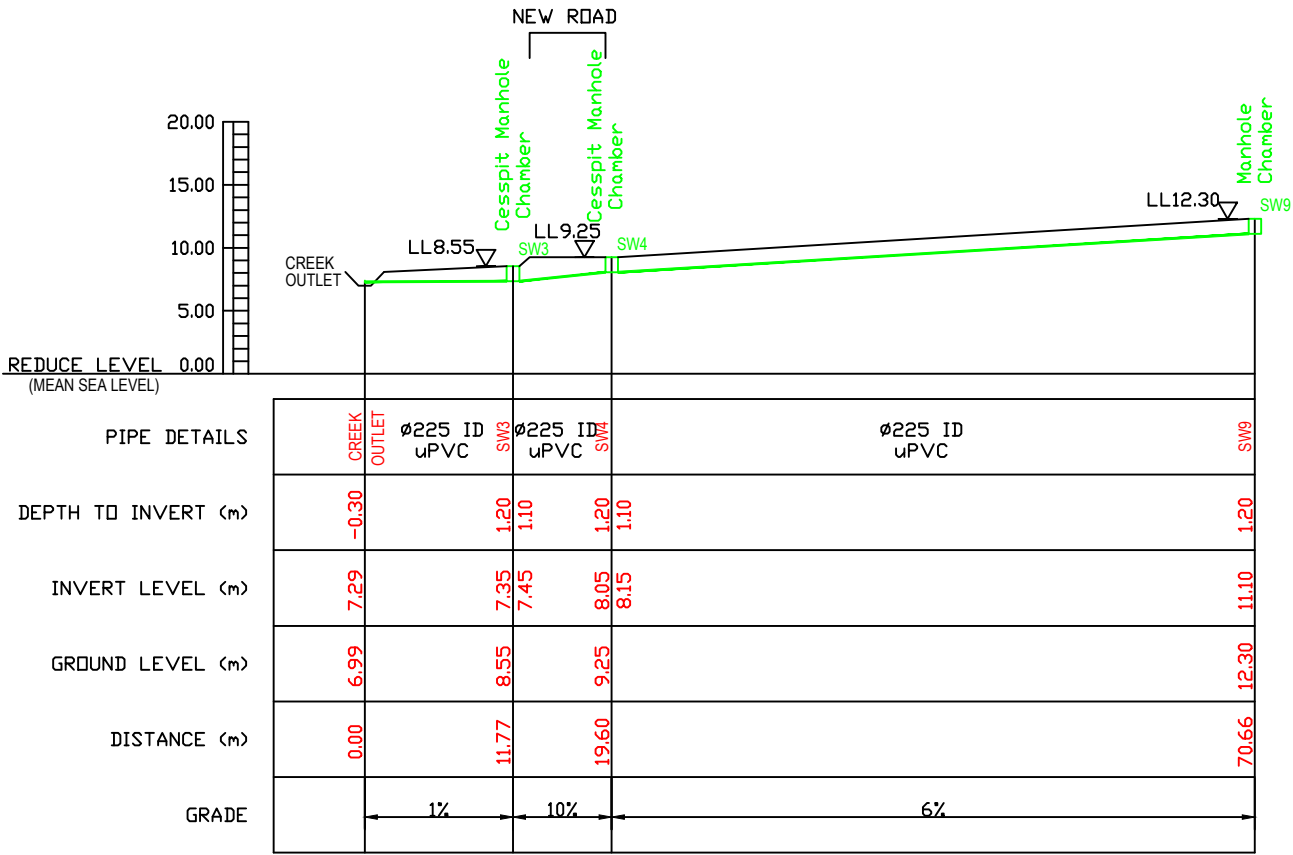 NEW ROAD
Cesspit Manhole
Chamber
Cesspit Manhole
Chamber
Manhole
Chamber
20.00
15.00
10.00
5.00
0.00
LL8.55
SW3
LL9.25
SW4
LL12.30
SW9
CREEK
OUTLET
REDUCE LEVEL
(MEAN SEA LEVEL)
PIPE DETAILS
CREEK
OUTLET
Ø225 ID
uPVC
SW3
Ø225 ID
uPVC
SW4
Ø225 ID
uPVC
SW9
DEPTH TO INVERT (m)
-0.30
1.20
1.10
1.20
1.10
1.20
INVERT LEVEL (m)
7.29
7.35
7.45
8.05
8.15
11.10
GROUND LEVEL (m)
6.99
8.55
9.25
12.30
DISTANCE (m)
0.00
11.77
19.60
70.66
GRADE
1%
10%
6%